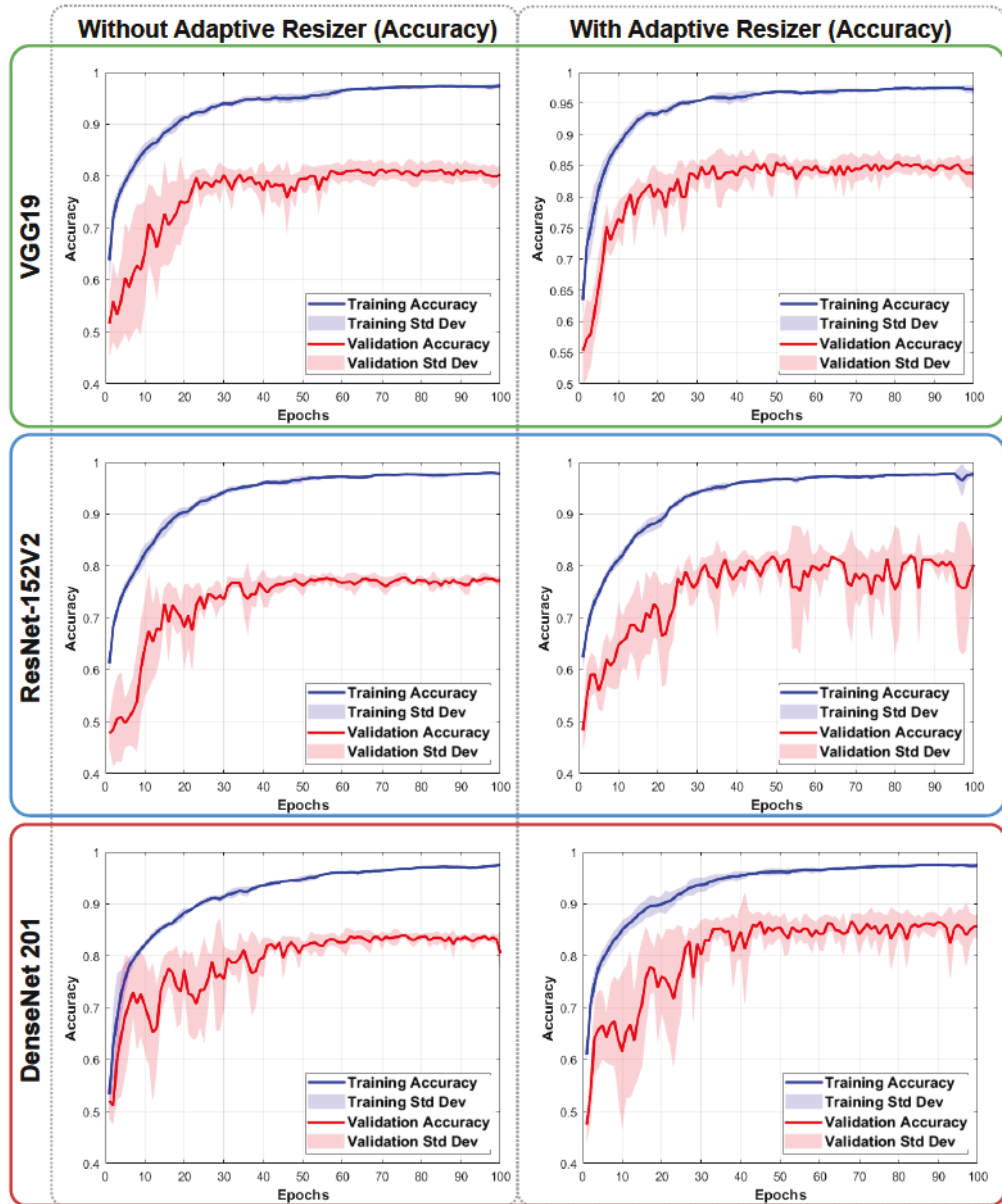 Without Adaptive Resizer (Accuracy)
With Adaptive Resizer (Accuracy)
VGG19
1
0.9
0.8
0.7
0.6
0.5
0.4
Accuracy
Training Accuracy
Training Std Dev
Validation Accuracy
Validation Std Dev
0 10 20 30 40 50 60 70 80 90 100
Epochs
1
0.95
0.9
0.85
0.8
0.75
0.7
0.65
0.6
0.55
0.5
Accuracy
Training Accuracy
Training Std Dev
Validation Accuracy
Validation Std Dev
0 10 20 30 40 50 60 70 80 90 100
Epochs
ResNet-152V2
1
0.9
0.8
0.7
0.6
0.5
0.4
Accuracy
Training Accuracy
Training Std Dev
Validation Accuracy
Validation Std Dev
0 10 20 30 40 50 60 70 80 90 100
Epochs
1
0.9
0.8
0.7
0.6
0.5
0.4
Accuracy
Training Accuracy
Training Std Dev
Validation Accuracy
Validation Std Dev
0 10 20 30 40 50 60 70 80 90 100
Epochs
DenseNet 201
1
0.9
0.8
0.7
0.6
0.5
0.4
Accuracy
Training Accuracy
Training Std Dev
Validation Accuracy
Validation Std Dev
0 10 20 30 40 50 60 70 80 90 100
Epochs
1
0.9
0.8
0.7
0.6
0.5
0.4
Accuracy
Training Accuracy
Training Std Dev
Validation Accuracy
Validation Std Dev
0 10 20 30 40 50 60 70 80 90 100
Epochs